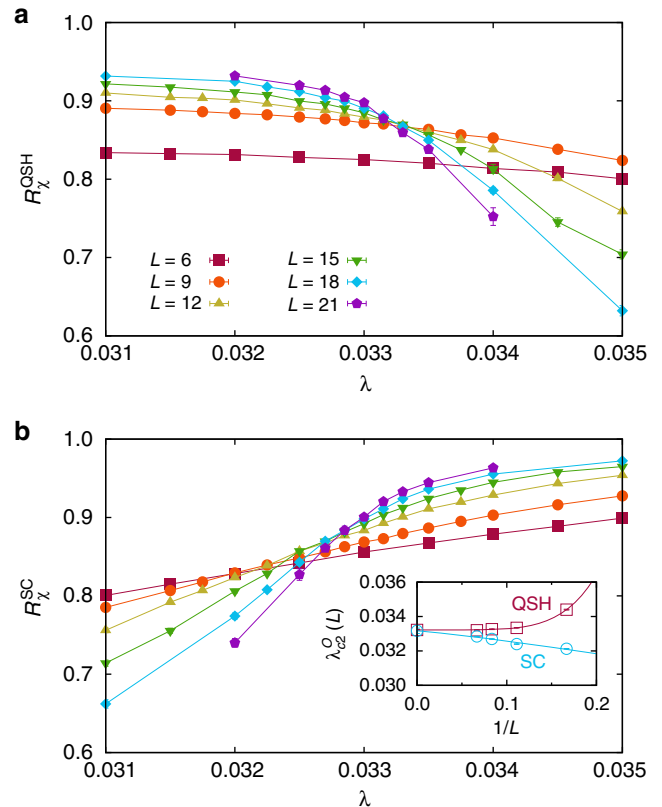 a
1.0
0.9
0.8
0.7
0.6
R_χ^QSH
L = 6
L = 9
L = 12
L = 15
L = 18
L = 21
0.031 0.032 0.033 0.034 0.035
λ
b
1.0
0.9
0.8
0.7
0.6
R_χ^SC
0.036
0.033
0.030
λ_c2^O (L)
QSH
SC
0.0 0.1 0.2
1/L
0.031 0.032 0.033 0.034 0.035
λ